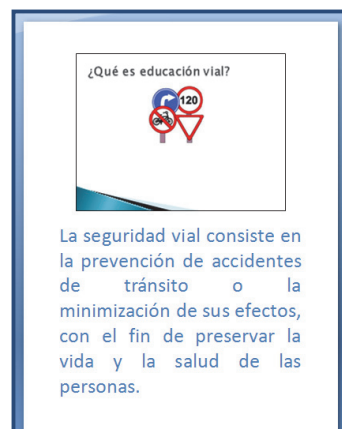 ¿Qué es educación vial?
120
La seguridad vial consiste en
la prevención de accidentes
de tránsito o la
minimización de sus efectos,
con el fin de preservar la
vida y la salud de las
personas.